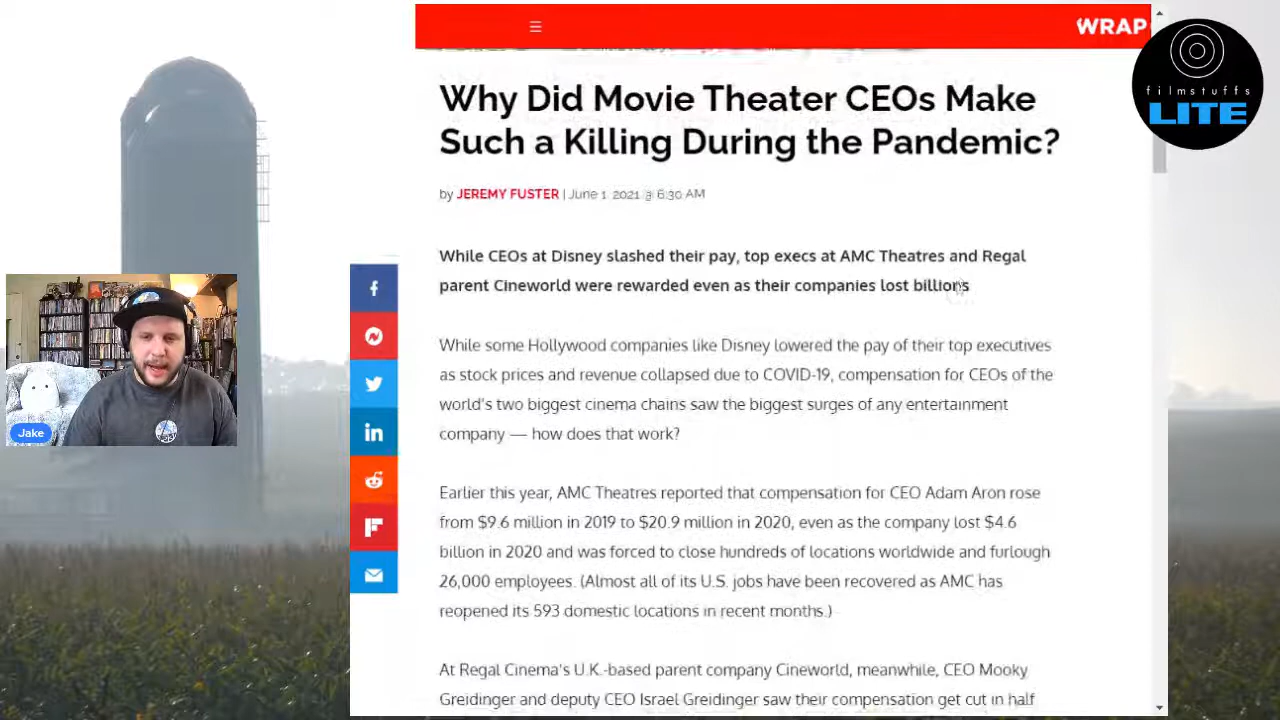 WRAP
filmstuffs
LITE
Why Did Movie Theater CEOs Make
Such a Killing During the Pandemic?
by JEREMY FUSTER | June 1, 2021 @ 6:30 AM
While CEOs at Disney slashed their pay, top execs at AMC Theatres and Regal
parent Cineworld were rewarded even as their companies lost billions
While some Hollywood companies like Disney lowered the pay of their top executives
as stock prices and revenue collapsed due to COVID-19, compensation for CEOs of the
world's two biggest cinema chains saw the biggest surges of any entertainment
company — how does that work?
Earlier this year, AMC Theatres reported that compensation for CEO Adam Aron rose
from $9.6 million in 2019 to $20.9 million in 2020, even as the company lost $4.6
billion in 2020 and was forced to close hundreds of locations worldwide and furlough
26,000 employees. (Almost all of its U.S. jobs have been recovered as AMC has
reopened its 593 domestic locations in recent months.)
At Regal Cinema's U.K.-based parent company Cineworld, meanwhile, CEO Mooky
Greidinger and deputy CEO Israel Greidinger saw their compensation get cut in half
Jake